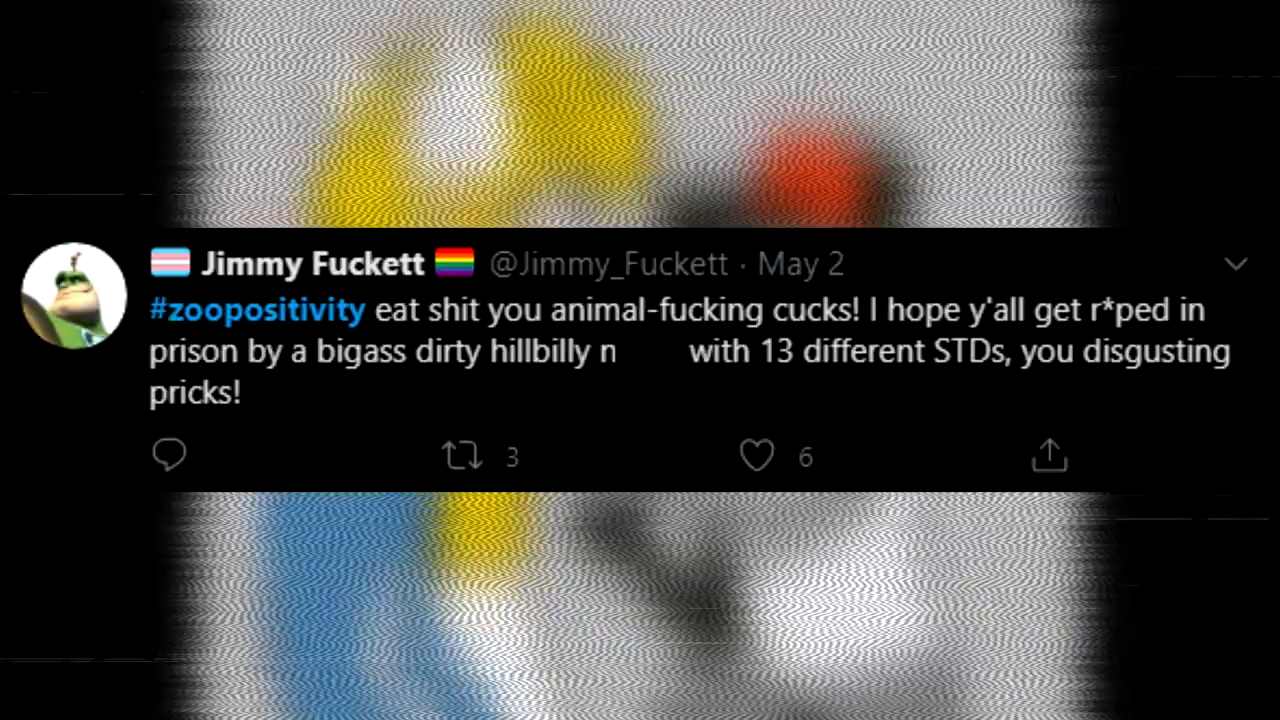 Jimmy Fuckett @Jimmy_Fuckett · May 2
#zoopositivity eat shit you animal-fucking cucks! I hope y'all get r*ped in
prison by a bigass dirty hillbilly n with 13 different STDs, you disgusting
pricks!
3 6